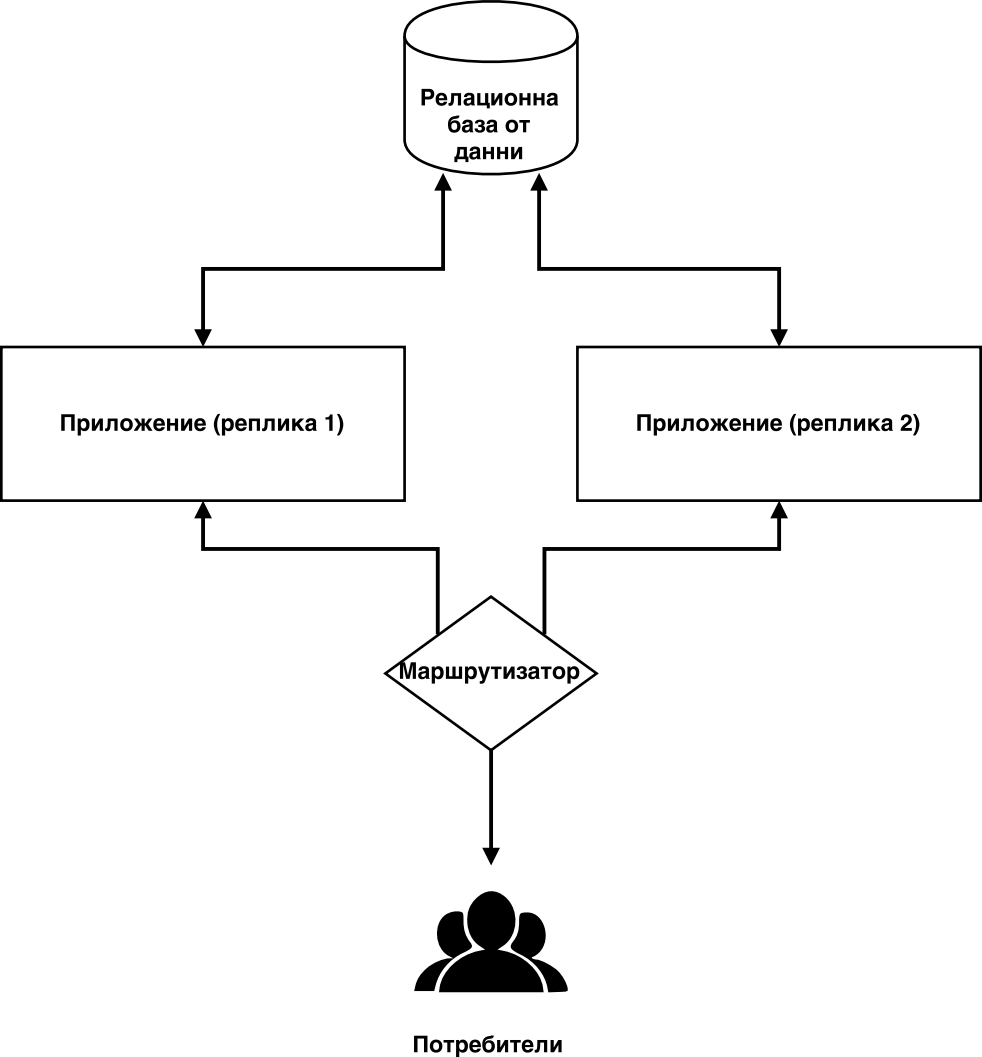 Релационна
база от
данни
Приложение (реплика 1)
Приложение (реплика 2)
Маршрутизатор
Потребители